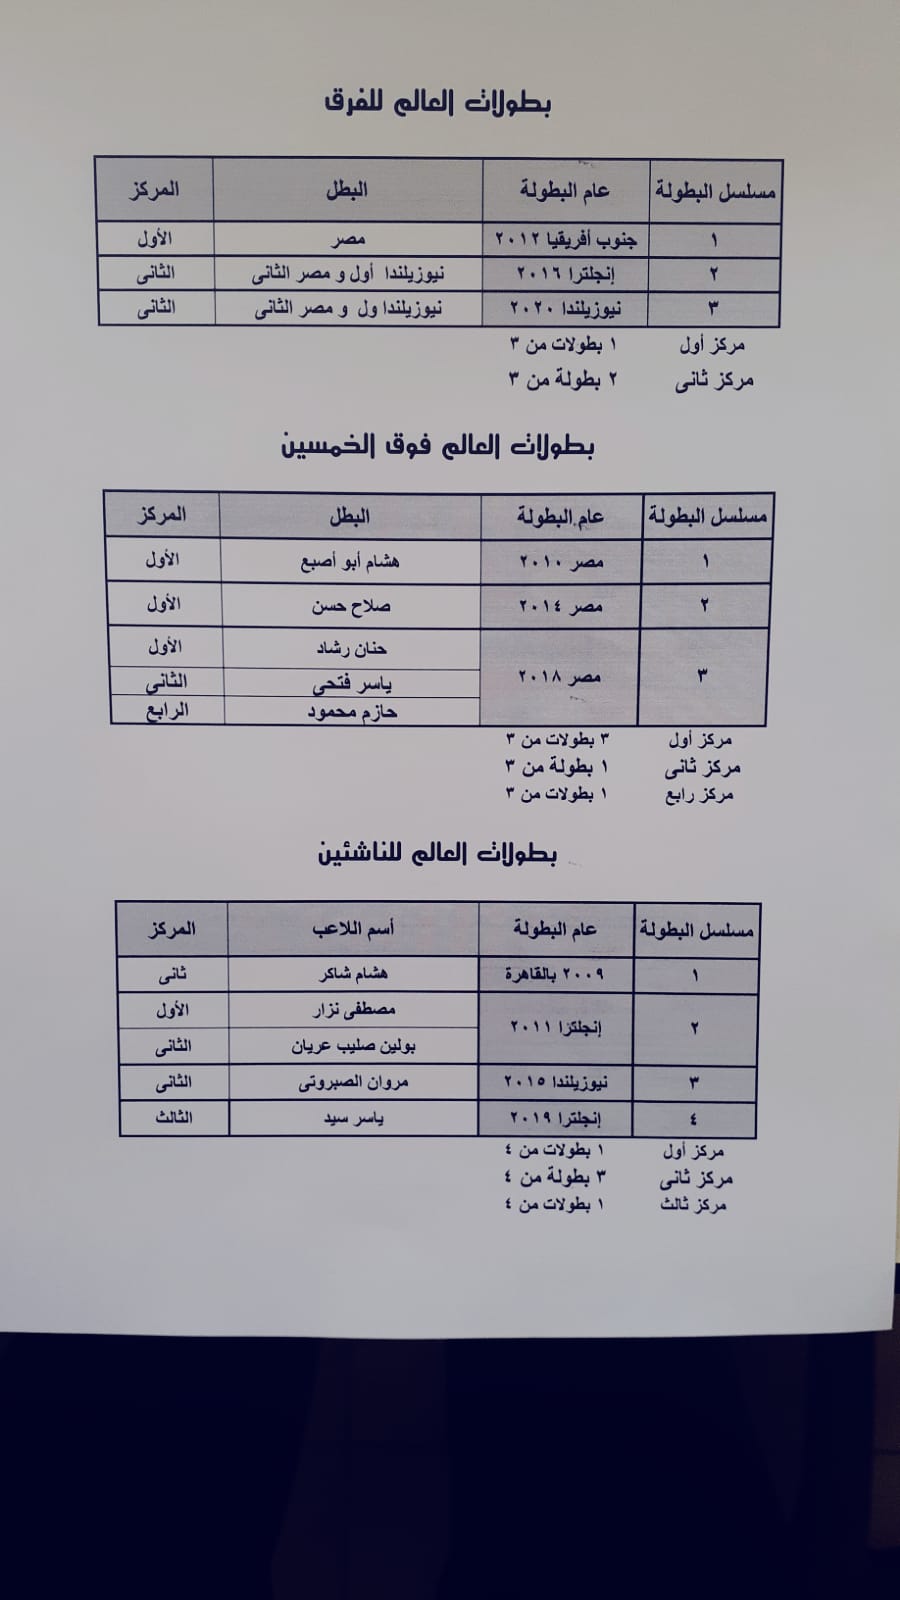 بطولات العالم للفرق
مسلسل البطولة عام البطولة البطل المركز
١ جنوب أفريقيا ٢٠١٢ مصر الأول
٢ إنجلترا ٢٠١٦ نيوزيلندا أول و مصر الثانى الثانى
٣ نيوزيلندا ٢٠٢٠ نيوزيلندا ول و مصر الثانى الثانى
مركز أول ١ بطولات من ٣
مركز ثانى ٢ بطولة من ٣
بطولات العالم فوق الخمسين
مسلسل البطولة عام البطولة البطل المركز
١ مصر ٢٠١٠ هشام أبو أصبع الأول
٢ مصر ٢٠١٤ صلاح حسن الأول
٣ مصر ٢٠١٨ حنان رشاد الأول
ياسر فتحى الثانى
حازم محمود الرابع
مركز أول ٣ بطولات من ٣
مركز ثانى ١ بطولة من ٣
مركز رابع ١ بطولات من ٣
بطولات العالم للناشئين
مسلسل البطولة عام البطولة أسم اللاعب المركز
١ ٢٠٠٩ بالقاهرة هشام شاكر ثانى
٢ إنجلترا ٢٠١١ مصطفى نزار الأول
بولين صليب عريان الثانى
٣ نيوزيلندا ٢٠١٥ مروان الصبروتى الثانى
٤ إنجلترا ٢٠١٩ ياسر سيد الثالث
مركز أول ١ بطولات من ٤
مركز ثانى ٣ بطولة من ٤
مركز ثالث ١ بطولات من ٤